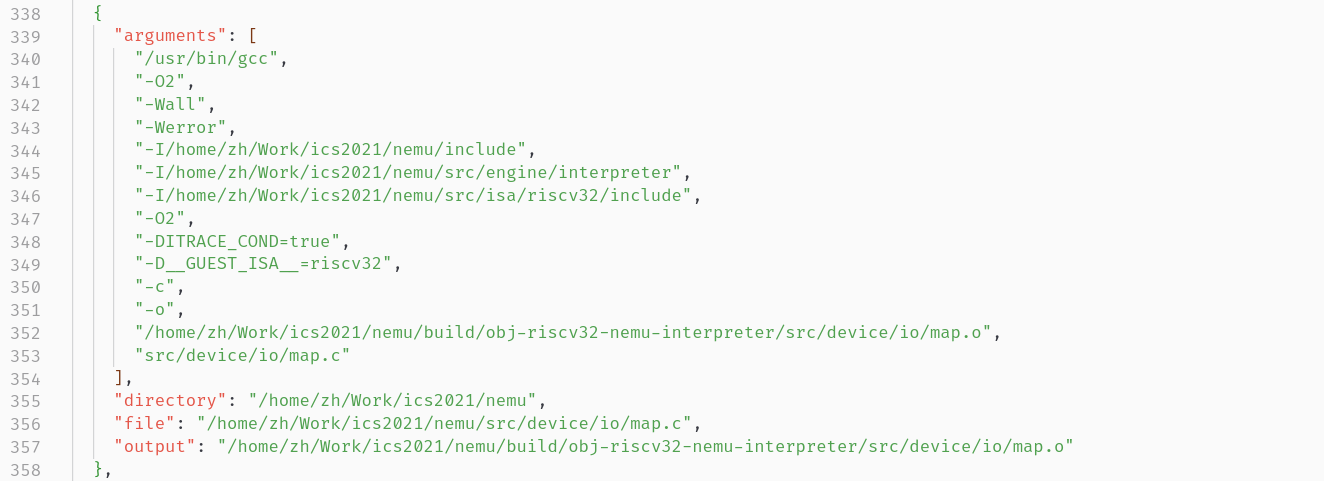 338 {
339 "arguments": [
340 "/usr/bin/gcc",
341 "-O2",
342 "-Wall",
343 "-Werror",
344 "-I/home/zh/Work/ics2021/nemu/include",
345 "-I/home/zh/Work/ics2021/nemu/src/engine/interpreter",
346 "-I/home/zh/Work/ics2021/nemu/src/isa/riscv32/include",
347 "-O2",
348 "-DITRACE_COND=true",
349 "-D__GUEST_ISA__=riscv32",
350 "-c",
351 "-o",
352 "/home/zh/Work/ics2021/nemu/build/obj-riscv32-nemu-interpreter/src/device/io/map.o",
353 "src/device/io/map.c"
354 ],
355 "directory": "/home/zh/Work/ics2021/nemu",
356 "file": "/home/zh/Work/ics2021/nemu/src/device/io/map.c",
357 "output": "/home/zh/Work/ics2021/nemu/build/obj-riscv32-nemu-interpreter/src/device/io/map.o"
358 },